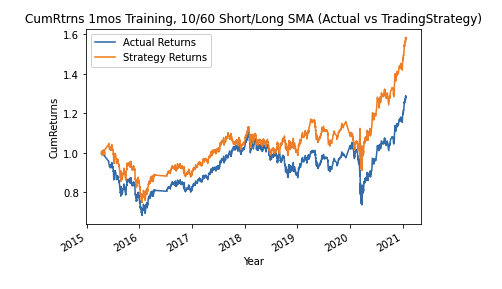 CumRtrns 1mos Training, 10/60 Short/Long SMA (Actual vs TradingStrategy)
1.6
1.4
1.2
1.0
0.8
CumReturns
Actual Returns
Strategy Returns
2015
2016
2017
2018
2019
2020
2021
Year